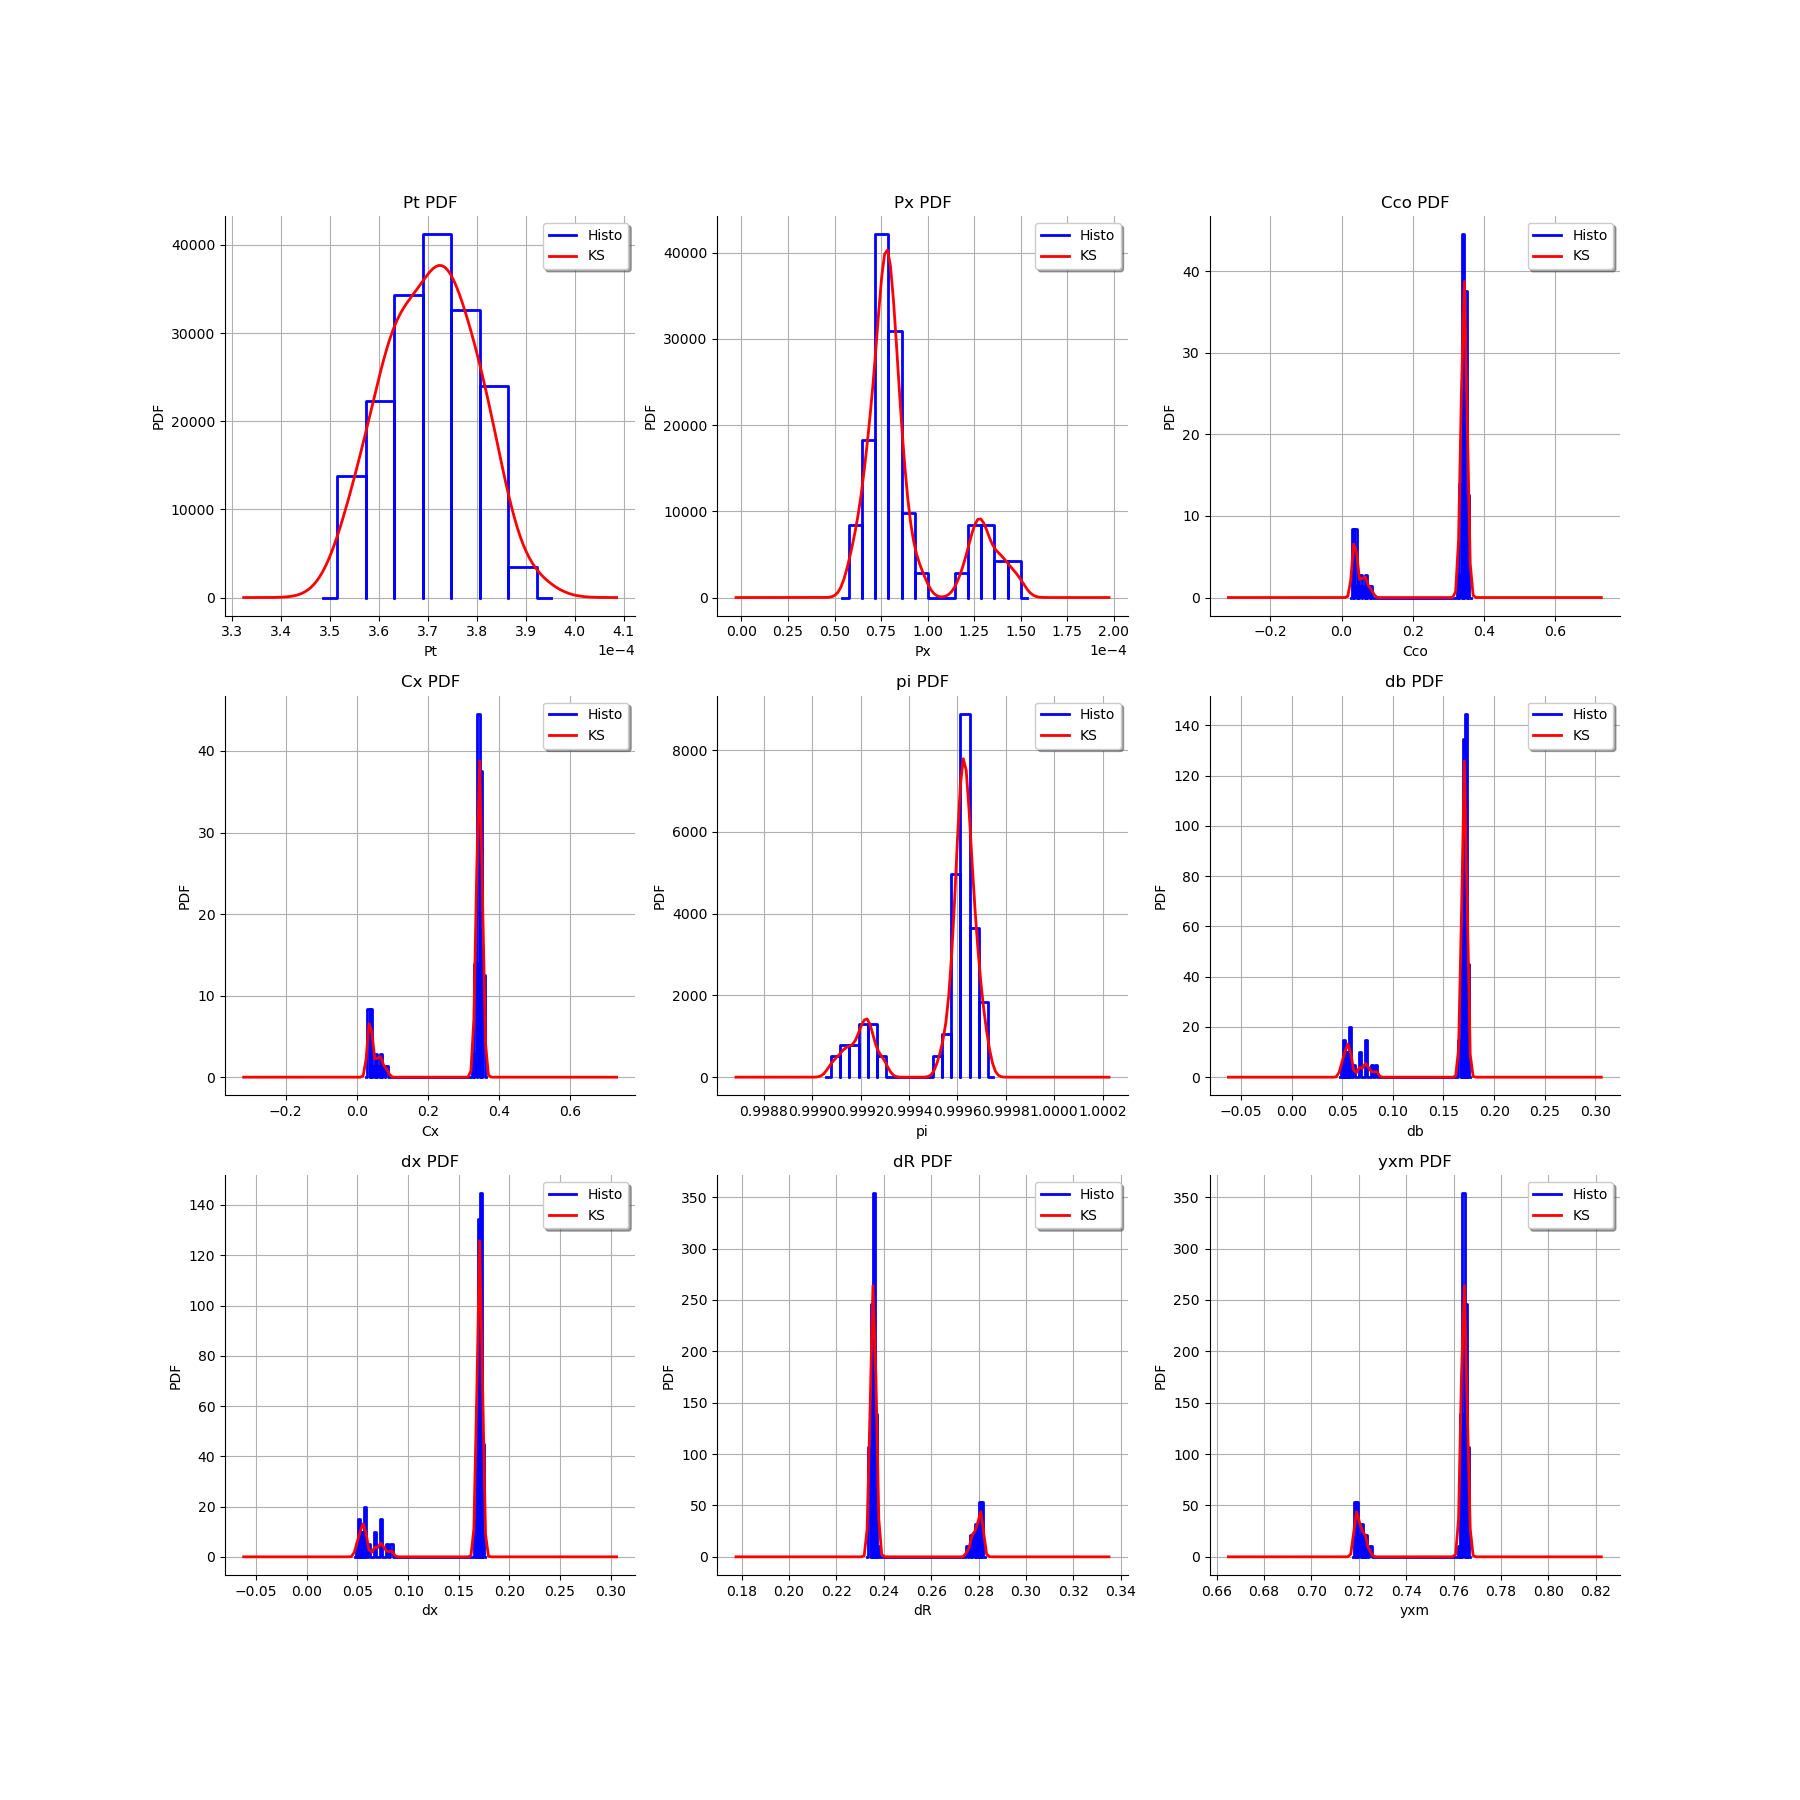 Pt PDF
Histo
KS
PDF
40000
30000
20000
10000
0
3.3 3.4 3.5 3.6 3.7 3.8 3.9 4.0 4.1
1e−4
Pt
Px PDF
Histo
KS
PDF
40000
30000
20000
10000
0
0.00 0.25 0.50 0.75 1.00 1.25 1.50 1.75 2.00
1e−4
Px
Cco PDF
Histo
KS
PDF
40
30
20
10
0
−0.2 0.0 0.2 0.4 0.6
Cco
Cx PDF
Histo
KS
PDF
40
30
20
10
0
−0.2 0.0 0.2 0.4 0.6
Cx
pi PDF
Histo
KS
PDF
8000
6000
4000
2000
0
0.9988 0.9990 0.9992 0.9994 0.9996 0.9998 1.0000 1.0002
pi
db PDF
Histo
KS
PDF
140
120
100
80
60
40
20
0
−0.05 0.00 0.05 0.10 0.15 0.20 0.25 0.30
db
dx PDF
Histo
KS
PDF
140
120
100
80
60
40
20
0
−0.05 0.00 0.05 0.10 0.15 0.20 0.25 0.30
dx
dR PDF
Histo
KS
PDF
350
300
250
200
150
100
50
0
0.18 0.20 0.22 0.24 0.26 0.28 0.30 0.32 0.34
dR
yxm PDF
Histo
KS
PDF
350
300
250
200
150
100
50
0
0.66 0.68 0.70 0.72 0.74 0.76 0.78 0.80 0.82
yxm